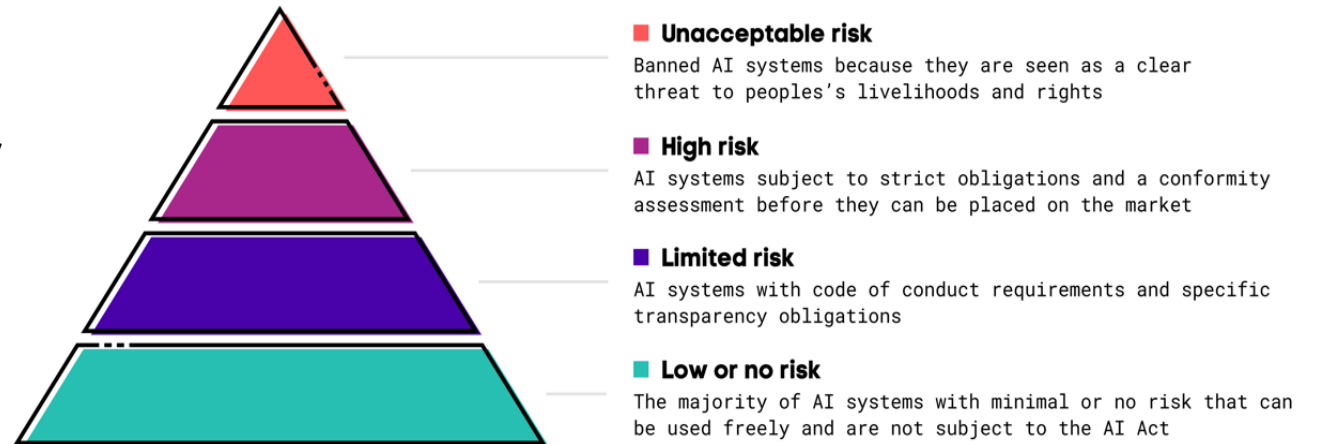 Unacceptable risk
Banned AI systems because they are seen as a clear
threat to peoples's livelihoods and rights
High risk
AI systems subject to strict obligations and a conformity
assessment before they can be placed on the market
Limited risk
AI systems with code of conduct requirements and specific
transparency obligations
Low or no risk
The majority of AI systems with minimal or no risk that can
be used freely and are not subject to the AI Act